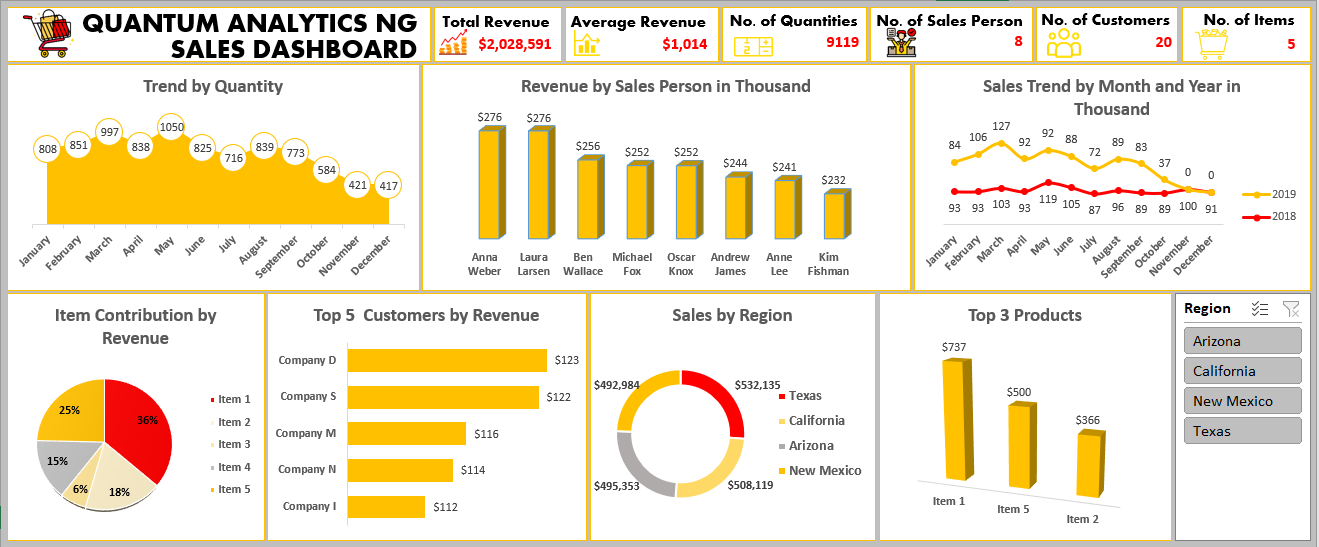 QUANTUM ANALYTICS NG
SALES DASHBOARD
Total Revenue
$2,028,591
Average Revenue
$1,014
No. of Quantities
9119
No. of Sales Person
8
No. of Customers
20
No. of Items
5
Trend by Quantity
808 851 997 838 1050 825 716 839 773 584 421 417
January February March April May June July August September October November December
Revenue by Sales Person in Thousand
$276 $276 $256 $252 $252 $244 $241 $232
Anna Laura Ben Michael Oscar Andrew Anne Kim
Weber Larsen Wallace Fox Knox James Lee Fishman
Sales Trend by Month and Year in
Thousand
84 106 127 92 92 88 72 89 83 37 0 0
93 93 103 93 119 105 87 96 89 89 100 91
January February March April May June July August September October November December
2019
2018
Item Contribution by
Revenue
36%
18%
6%
15%
25%
Item 1
Item 2
Item 3
Item 4
Item 5
Top 5 Customers by Revenue
Company D $123
Company S $122
Company M $116
Company N $114
Company I $112
Sales by Region
$492,984 $532,135
$495,353 $508,119
Texas
California
Arizona
New Mexico
Top 3 Products
$737
$500
$366
Item 1
Item 5
Item 2
Region
Arizona
California
New Mexico
Texas